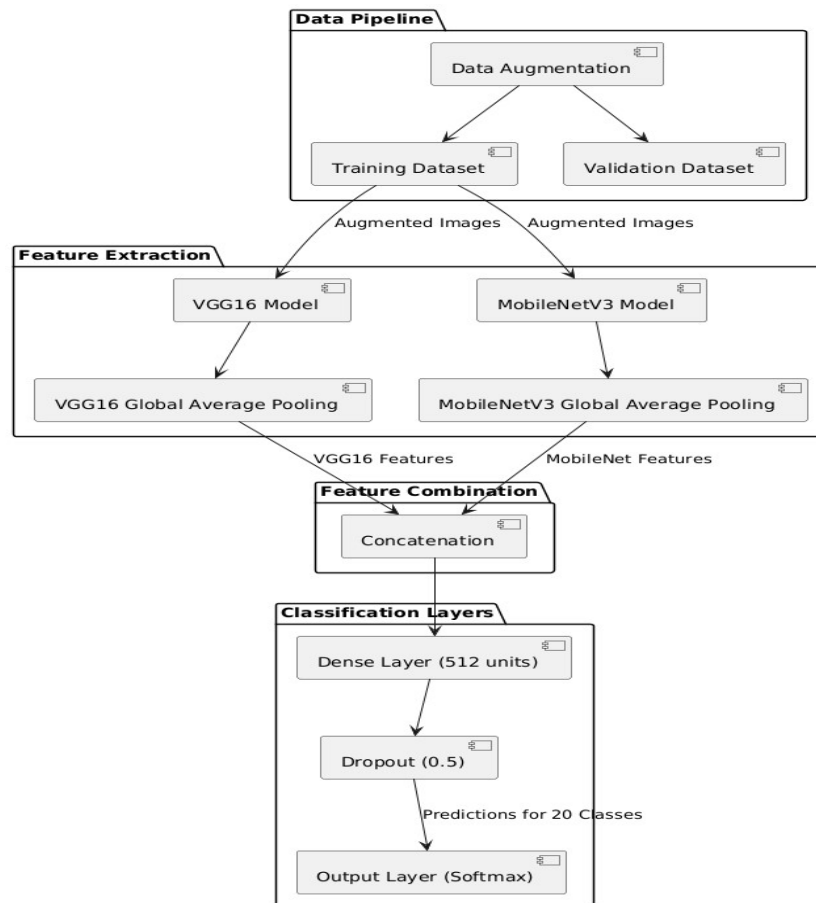 Data Pipeline
Data Augmentation
Training Dataset
Validation Dataset
Augmented Images
Augmented Images
Feature Extraction
VGG16 Model
MobileNetV3 Model
VGG16 Global Average Pooling
MobileNetV3 Global Average Pooling
VGG16 Features
MobileNet Features
Feature Combination
Concatenation
Classification Layers
Dense Layer (512 units)
Dropout (0.5)
Predictions for 20 Classes
Output Layer (Softmax)